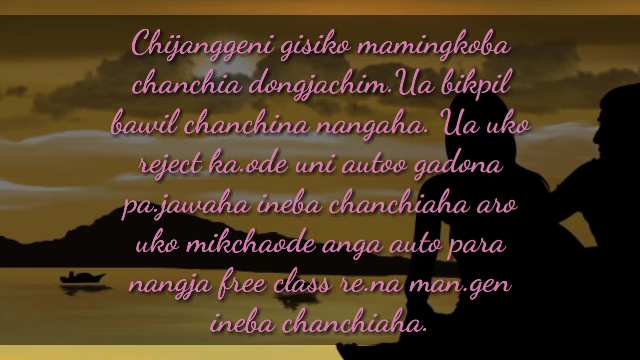 Chijanggeni gisiko mamingkoba
chanchia dongjachim.Ua bikpil
bawil chanchina nangaha. Ua uko
reject ka.ode uni autoo gadona
pa.jawaha ineba chanchiaha aro
uko mikchaode anga auto para
nangja free class re.na man.gen
ineba chanchiaha.